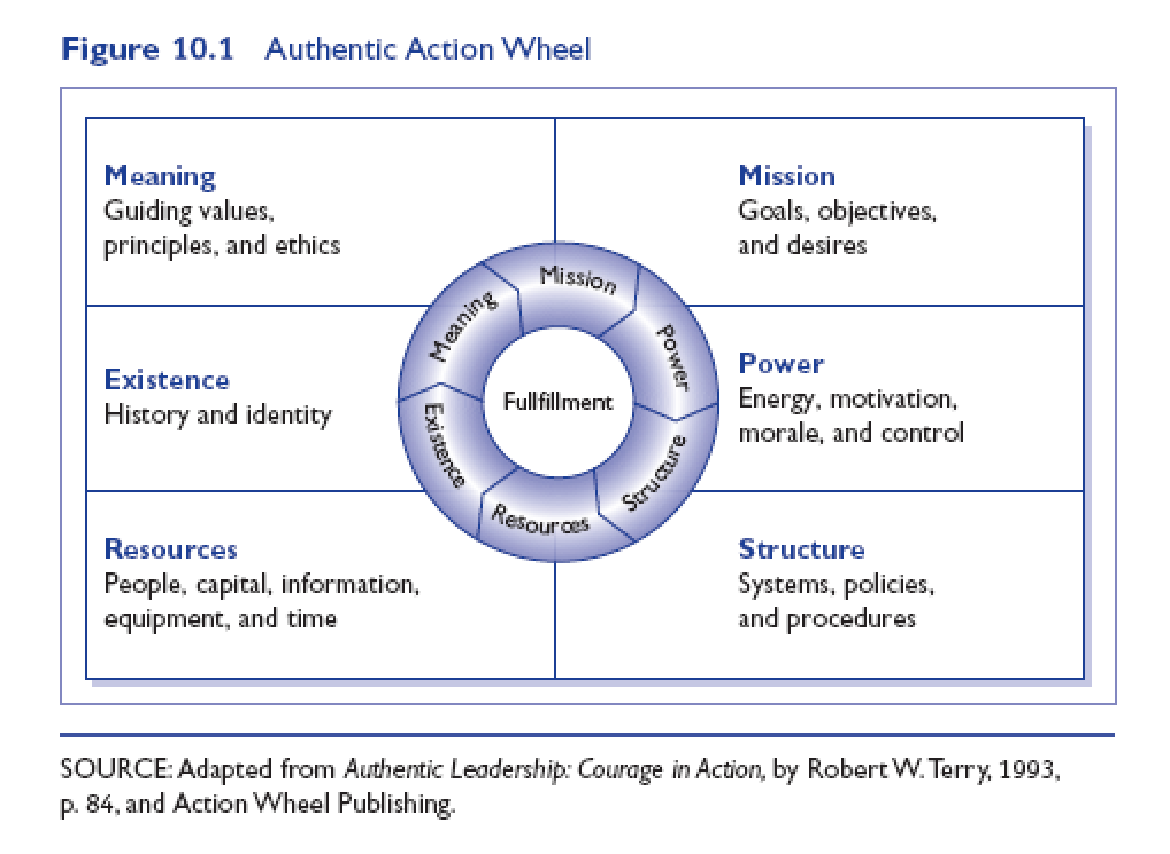 Figure 10.1 Authentic Action Wheel
Meaning
Guiding values,
principles, and ethics
Mission
Goals, objectives,
and desires
Existence
History and identity
Power
Energy, motivation,
morale, and control
Resources
People, capital, information,
equipment, and time
Structure
Systems, policies,
and procedures
Mission
Power
Structure
Resources
Existence
Meaning
Fullfillment
SOURCE: Adapted from Authentic Leadership: Courage in Action, by Robert W. Terry, 1993,
p. 84, and Action Wheel Publishing.